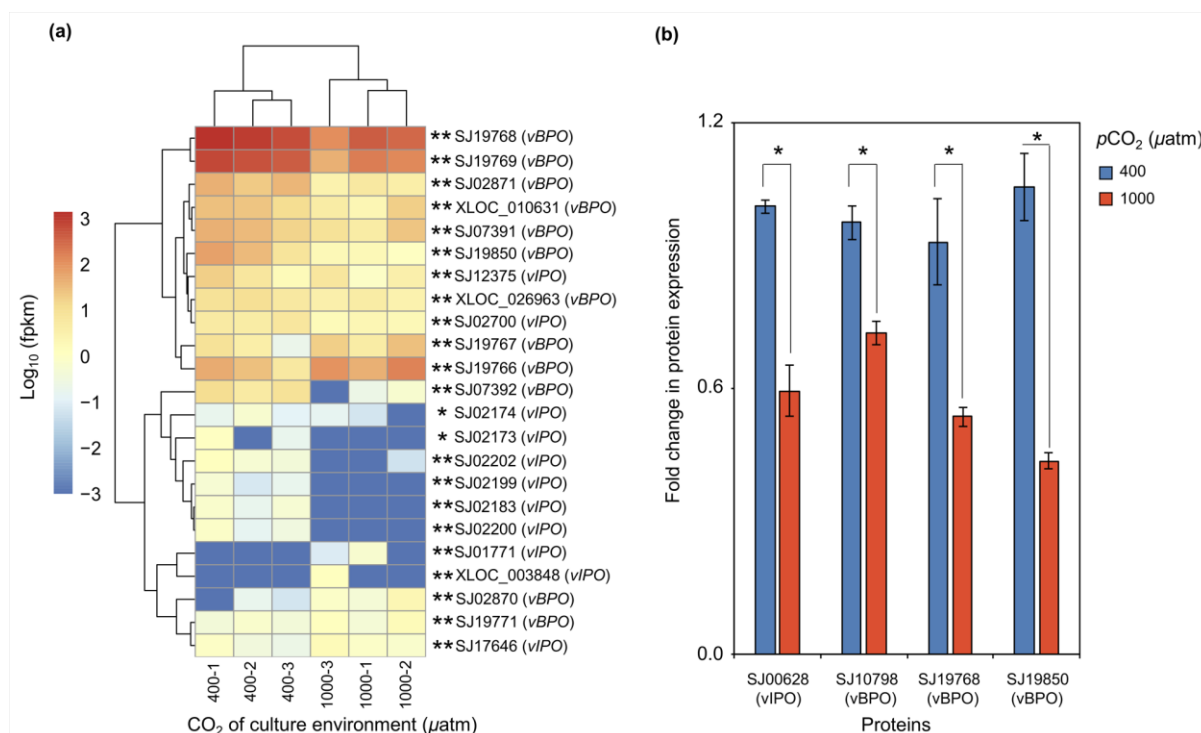 (a)
(b)
** SJ19768 (vBPO)
** SJ19769 (vBPO)
** SJ02871 (vBPO)
** XLOC_010631 (vBPO)
** SJ07391 (vBPO)
** SJ19850 (vBPO)
** SJ12375 (vIPO)
** XLOC_026963 (vBPO)
** SJ02700 (vIPO)
** SJ19767 (vBPO)
** SJ19766 (vBPO)
** SJ07392 (vBPO)
* SJ02174 (vIPO)
* SJ02173 (vIPO)
** SJ02202 (vIPO)
** SJ02199 (vIPO)
** SJ02183 (vIPO)
** SJ02200 (vIPO)
** SJ01771 (vIPO)
** XLOC_003848 (vIPO)
** SJ02870 (vBPO)
** SJ19771 (vBPO)
** SJ17646 (vIPO)
Log10 (fpkm)
3
2
1
0
−1
−2
−3
400-1
400-2
400-3
1000-3
1000-1
1000-2
CO2 of culture environment (µatm)
Fold change in protein expression
1.2
0.6
0.0
*
*
*
*
SJ00628
(vIPO)
SJ10798
(vBPO)
SJ19768
(vBPO)
SJ19850
(vBPO)
Proteins
pCO2 (µatm)
400
1000